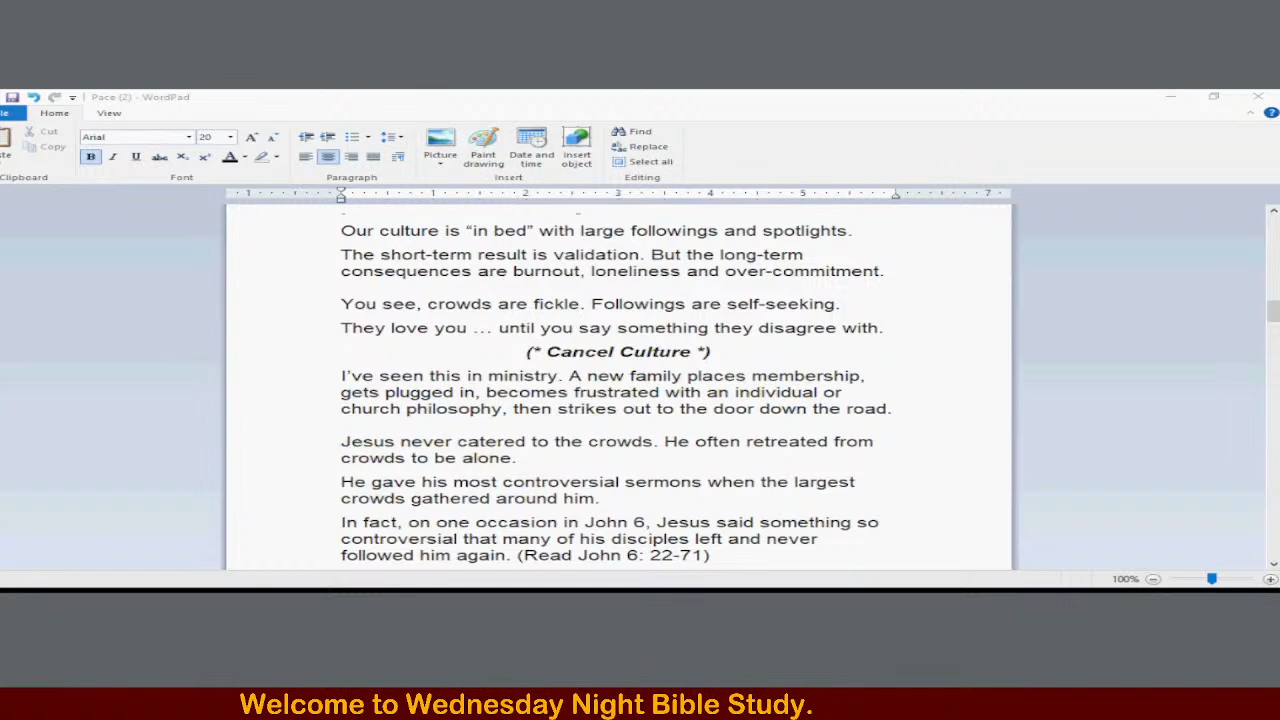 Pace (2) - WordPad
Home View
Cut
Copy
Clipboard
Arial 20
Font
Paragraph
Picture
Paint drawing
Date and time
Insert object
Insert
Find
Replace
Select all
Editing
1 1 2 3 4 5 7
Our culture is “in bed” with large followings and spotlights.
The short-term result is validation. But the long-term
consequences are burnout, loneliness and over-commitment.
You see, crowds are fickle. Followings are self-seeking.
They love you … until you say something they disagree with.
(* Cancel Culture *)
I’ve seen this in ministry. A new family places membership,
gets plugged in, becomes frustrated with an individual or
church philosophy, then strikes out to the door down the road.
Jesus never catered to the crowds. He often retreated from
crowds to be alone.
He gave his most controversial sermons when the largest
crowds gathered around him.
In fact, on one occasion in John 6, Jesus said something so
controversial that many of his disciples left and never
followed him again. (Read John 6: 22-71)
100%
Welcome to Wednesday Night Bible Study.